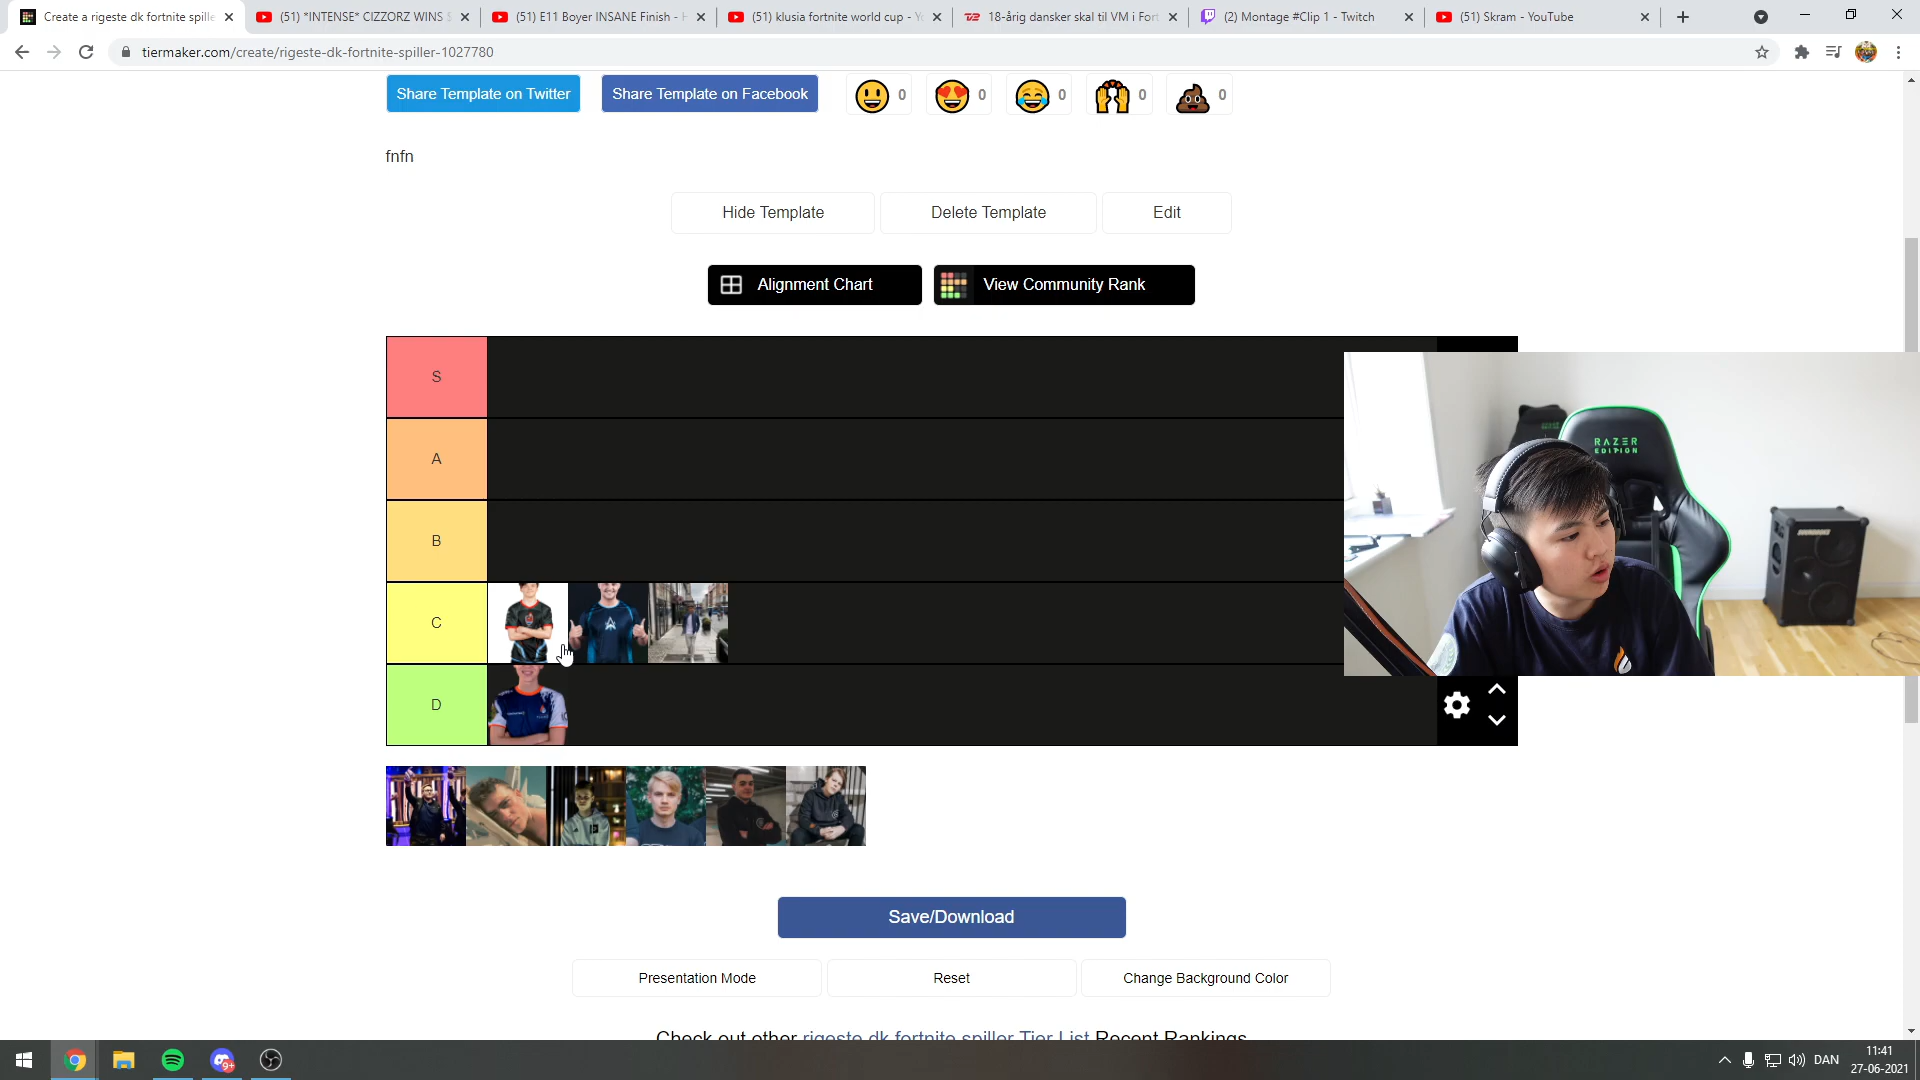 Create a rigeste dk fortnite spille
(51) *INTENSE* CIZZORZ WINS
(51) E11 Boyer INSANE Finish -
(51) klusia fortnite world cup -
18-årig dansker skal til VM i Fort
(2) Montage #Clip 1 - Twitch
(51) Skram - YouTube
tiermaker.com/create/rigeste-dk-fortnite-spiller-1027780
Share Template on Twitter
Share Template on Facebook
0
0
0
0
0
fnfn
Hide Template
Delete Template
Edit
Alignment Chart
View Community Rank
S
A
B
C
D
RAZER
EDITION
Save/Download
Presentation Mode
Reset
Change Background Color
Check out other rigeste dk fortnite spiller Tier List Recent Rankings
9+
DAN
11:41
27-06-2021